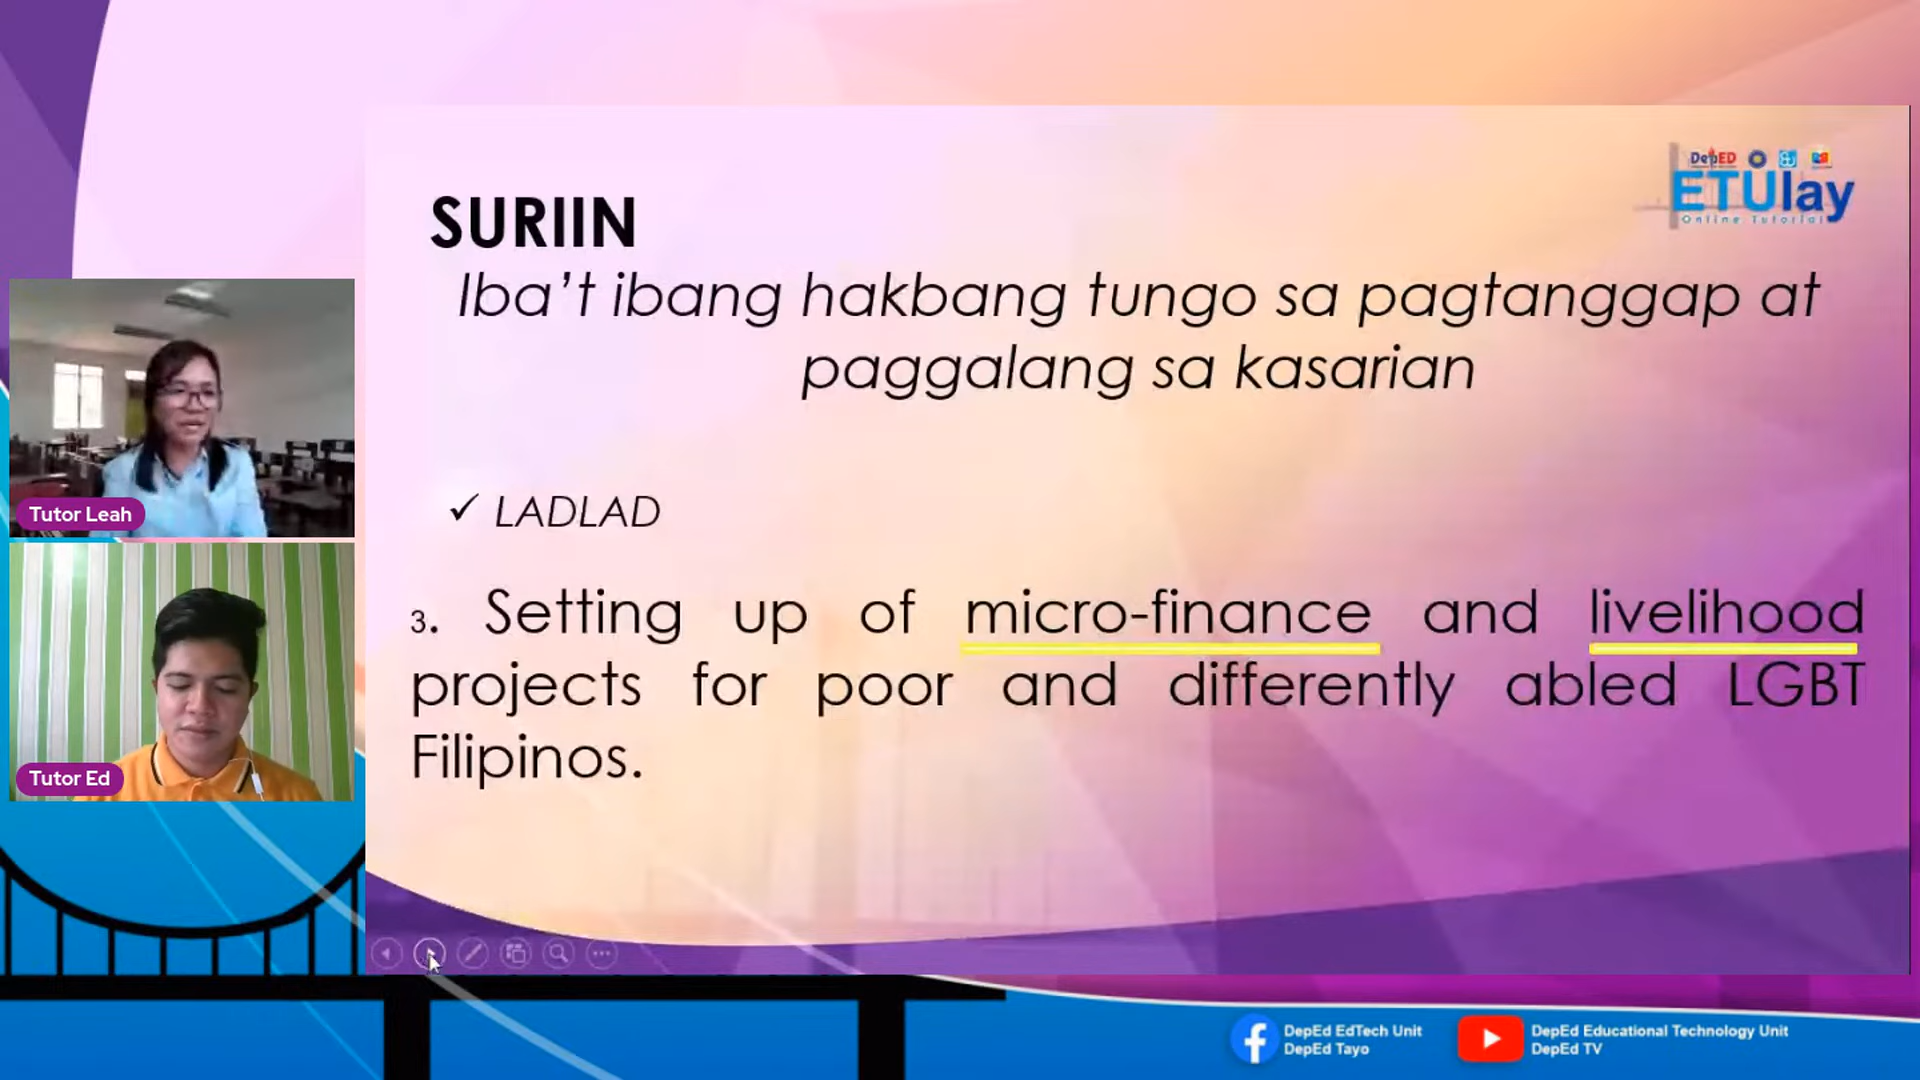 DepED
ETUlay
Online Tutorial
SURIIN
Iba't ibang hakbang tungo sa pagtanggap at
paggalang sa kasarian
✓ LADLAD
3. Setting up of micro-finance and livelihood
projects for poor and differently abled LGBT
Filipinos.
Tutor Leah
Tutor Ed
DepEd EdTech Unit
DepEd Tayo
DepEd Educational Technology Unit
DepEd TV